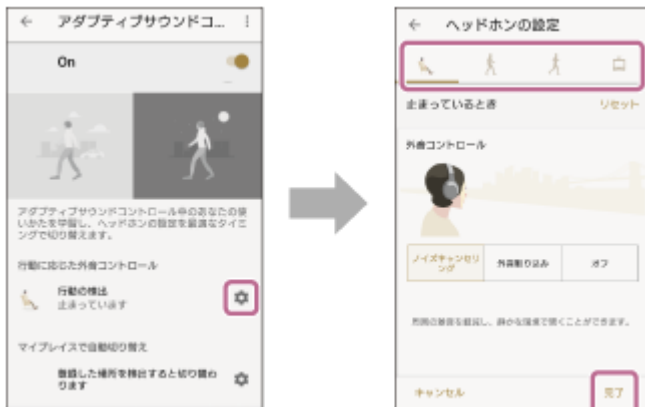 アダプティブサウンドコ...
On
アダプティブサウンドコントロール中のあなたの使
いかたを学習し、ヘッドホンの設定を最適なタイミ
ングで切り替えます。
行動に応じた外音コントロール
行動の検出
止まっています
マイプレイスで自動切り替え
登録した場所を検出すると切り替わ
ります
ヘッドホンの設定
止まっているとき
リセット
外音コントロール
ノイズキャンセリ
ング
外音取り込み
オフ
周囲の騒音を低減し、静かな環境で聴くことができます。
キャンセル
完了